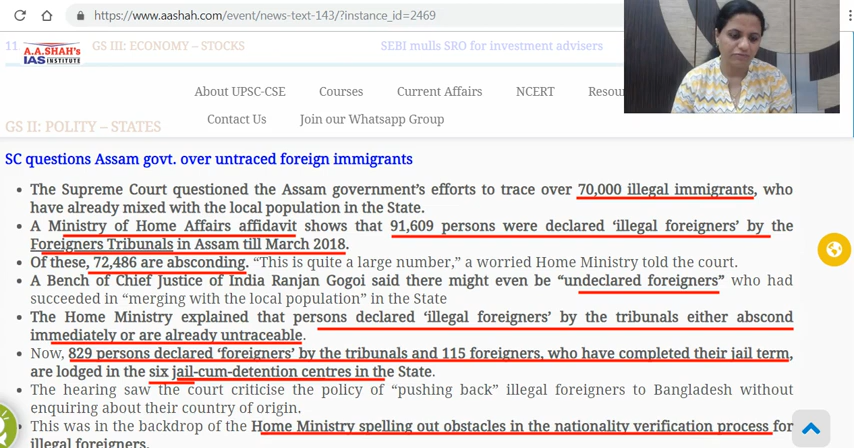 https://www.aashah.com/event/news-text-143/?instance_id=2469
11
A.A.SHAH's
IAS INSTITUTE
GS III: ECONOMY – STOCKS
SEBI mulls SRO for investment advisers
About UPSC-CSE Courses Current Affairs NCERT
Contact Us Join our Whatsapp Group
GS II: POLITY – STATES
SC questions Assam govt. over untraced foreign immigrants
• The Supreme Court questioned the Assam government's efforts to trace over 70,000 illegal immigrants, who
have already mixed with the local population in the State.
• A Ministry of Home Affairs affidavit shows that 91,609 persons were declared 'illegal foreigners' by the
Foreigners Tribunals in Assam till March 2018.
• Of these, 72,486 are absconding. “This is quite a large number,” a worried Home Ministry told the court.
• A Bench of Chief Justice of India Ranjan Gogoi said there might even be “undeclared foreigners” who had
succeeded in “merging with the local population” in the State
• The Home Ministry explained that persons declared 'illegal foreigners' by the tribunals either abscond
immediately or are already untraceable.
• Now, 829 persons declared 'foreigners' by the tribunals and 115 foreigners, who have completed their jail term,
are lodged in the six jail-cum-detention centres in the State.
• The hearing saw the court criticise the policy of “pushing back” illegal foreigners to Bangladesh without
enquiring about their country of origin.
• This was in the backdrop of the Home Ministry spelling out obstacles in the nationality verification process for
illegal foreigners.